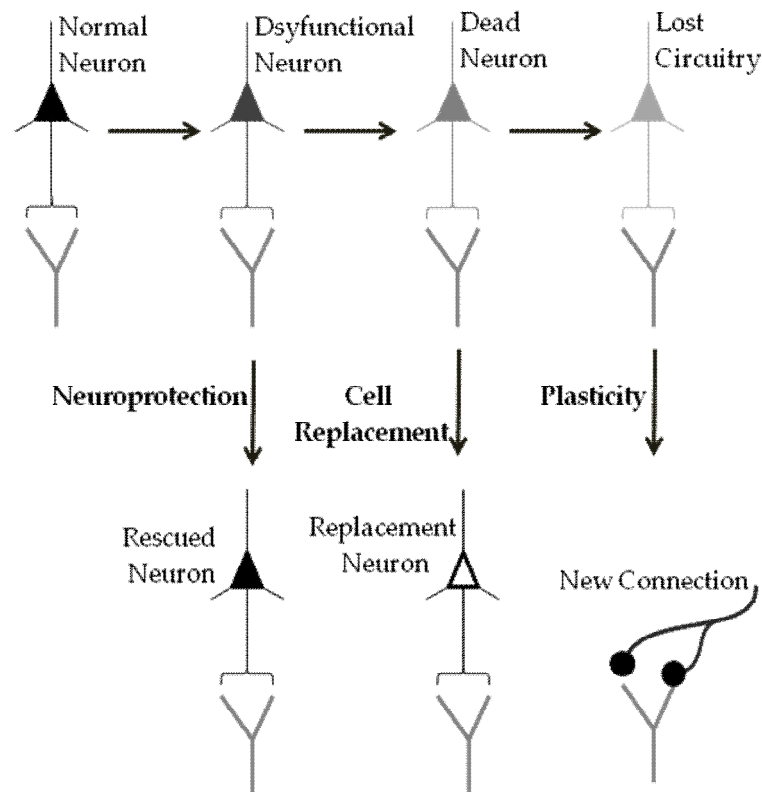 Normal
Neuron
Dsyfunctional
Neuron
Dead
Neuron
Lost
Circuitry
Neuroprotection
Cell
Replacement
Plasticity
Rescued
Neuron
Replacement
Neuron
New Connection